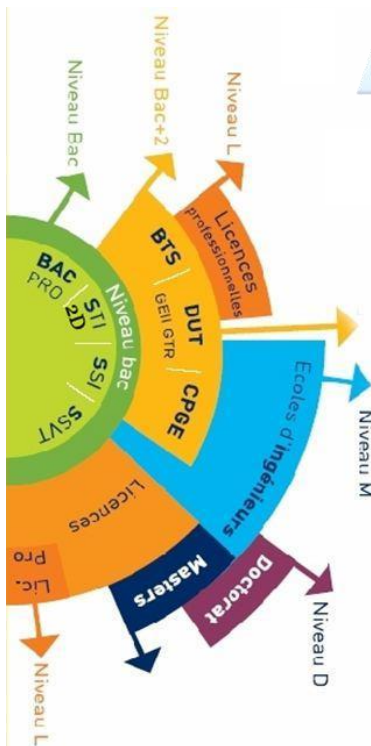 Niveau Bac
Niveau Bac+2
Niveau L
BAC
PRO
STI
2D
SSI
SSVT
Niveau bac
BTS
DUT
GEII GTR
CPGE
Licences
professionnelles
Ecoles d'ingénieurs
Niveau M
Licences
Lic.
Pro
Masters
Doctorat
Niveau D
Niveau L